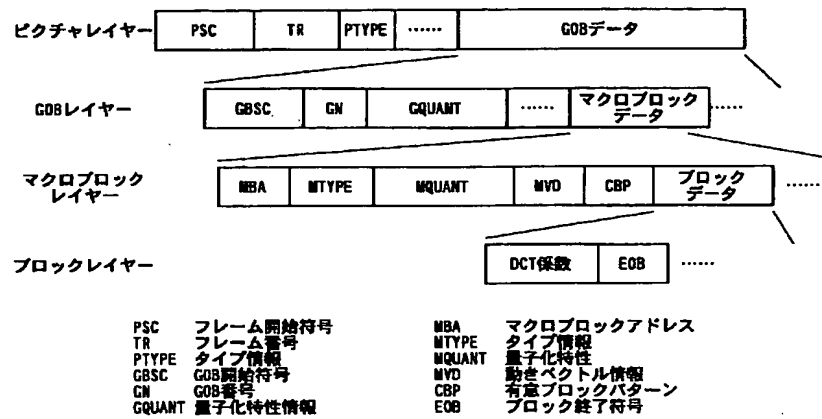 ピクチャレイヤー PSC TR PTYPE …… GOBデータ
GOBレイヤー GBSC GN GQUANT …… マクロブロックデータ ……
マクロブロックレイヤー MBA MTYPE MQUANT MVD CBP ブロックデータ ……
ブロックレイヤー DCT係数 EOB ……
PSC フレーム開始符号
TR フレーム番号
PTYPE タイプ情報
GBSC GOB開始符号
GN GOB番号
GQUANT 量子化特性情報
MBA マクロブロックアドレス
MTYPE タイプ情報
MQUANT 量子化特性
MVD 動きベクトル情報
CBP 有意ブロックパターン
EOB ブロック終了符号